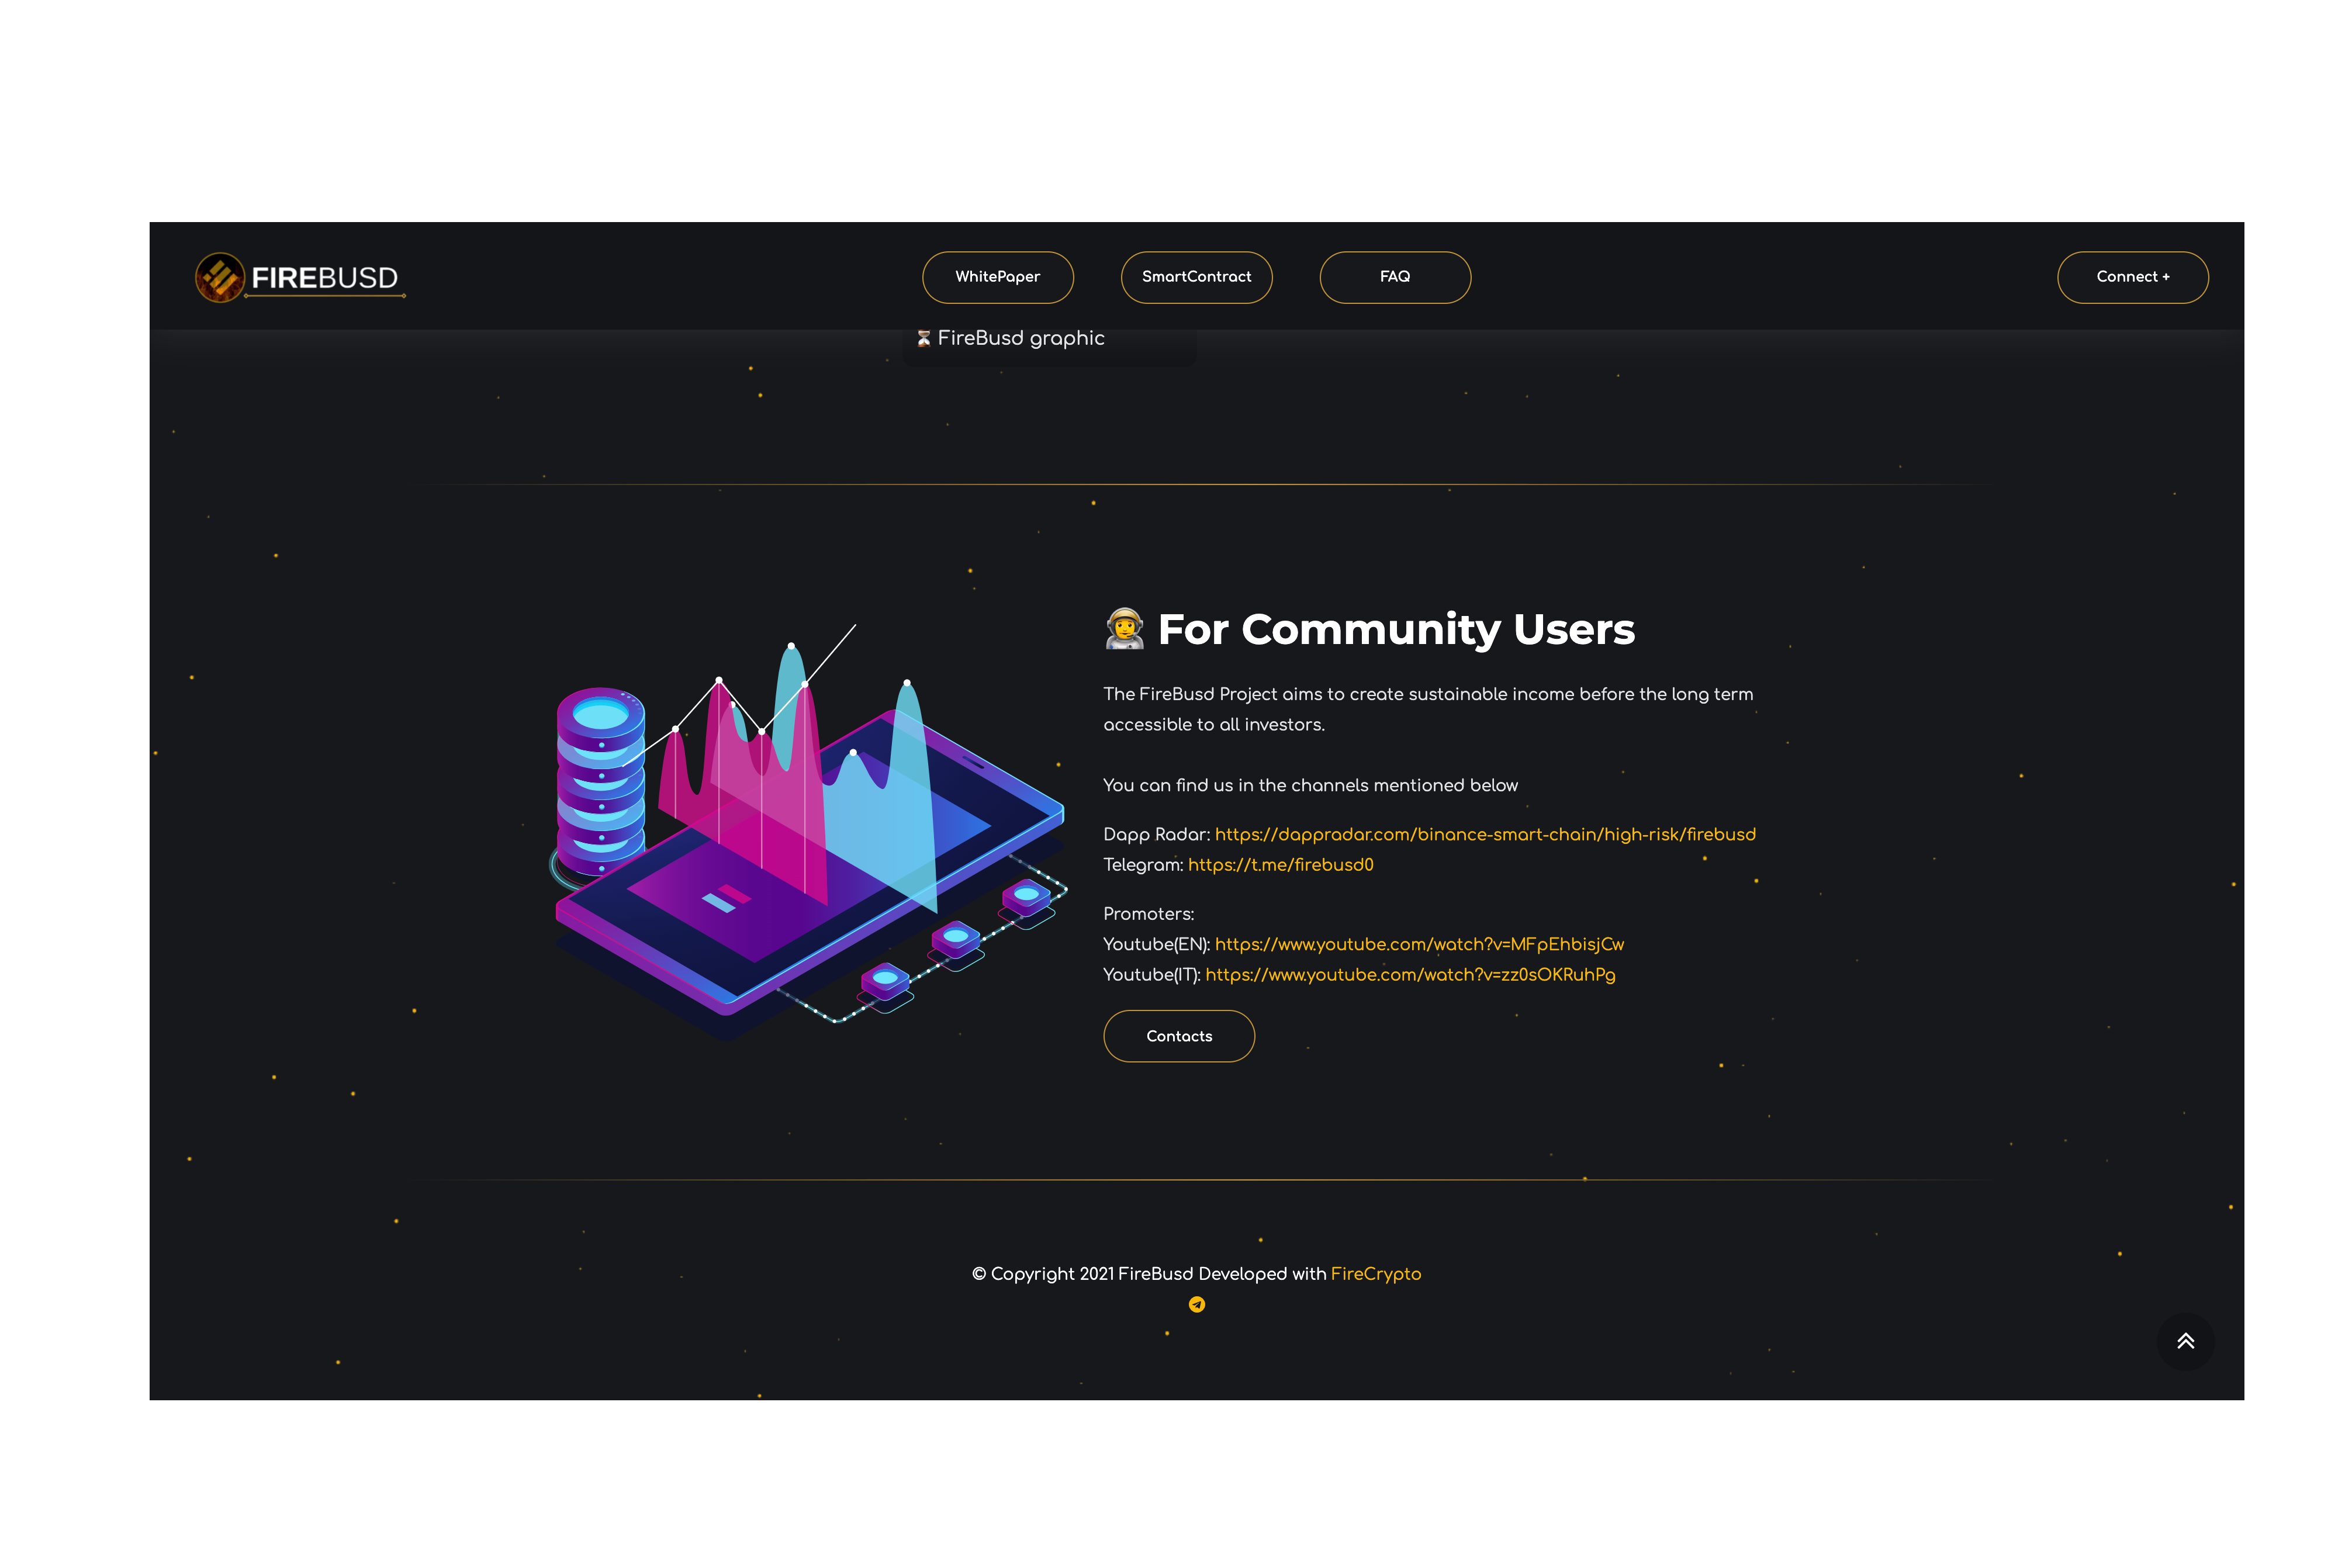 FIREBUSD
WhitePaper
SmartContract
FAQ
Connect +
FireBusd graphic
For Community Users
The FireBusd Project aims to create sustainable income before the long term
accessible to all investors.
You can find us in the channels mentioned below
Dapp Radar: https://dappradar.com/binance-smart-chain/high-risk/firebusd
Telegram: https://t.me/firebusd0
Promoters:
Youtube(EN): https://www.youtube.com/watch?v=MFpEhbisjCw
Youtube(IT): https://www.youtube.com/watch?v=zz0sOKRuhPg
Contacts
© Copyright 2021 FireBusd Developed with FireCrypto